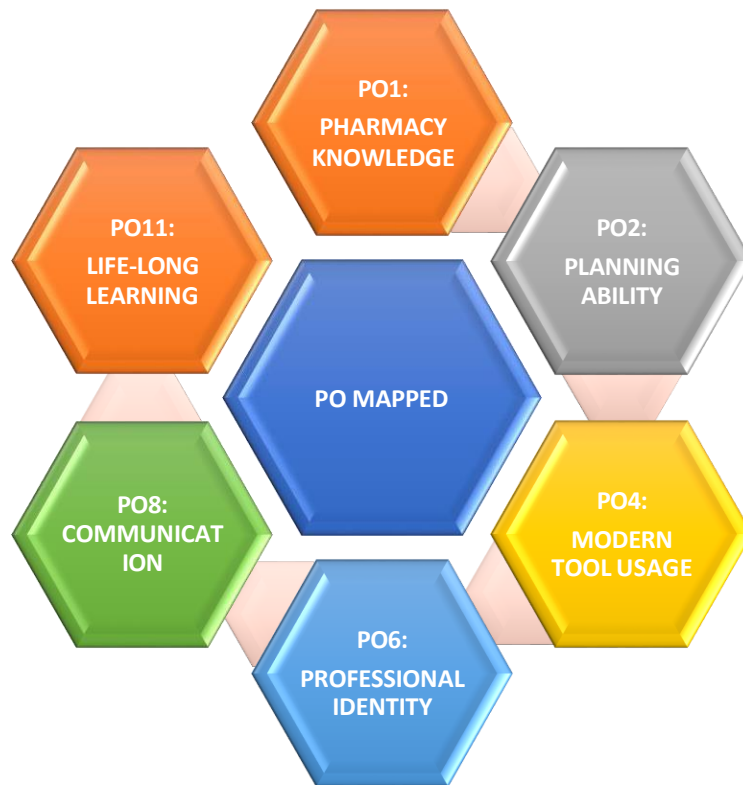 PO1:
PHARMACY
KNOWLEDGE
PO2:
PLANNING
ABILITY
PO4:
MODERN
TOOL USAGE
PO6:
PROFESSIONAL
IDENTITY
PO8:
COMMUNICAT
ION
PO11:
LIFE-LONG
LEARNING
PO MAPPED